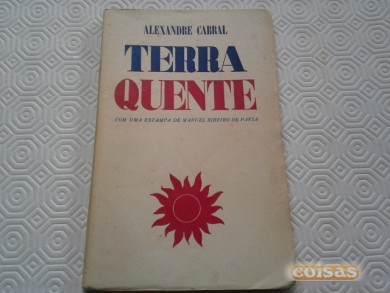 ALEXANDRE CABRAL
TERRA
QUENTE
COM UMA ESTAMPA DE MANUEL RIBEIRO DE PAVIA
coisas